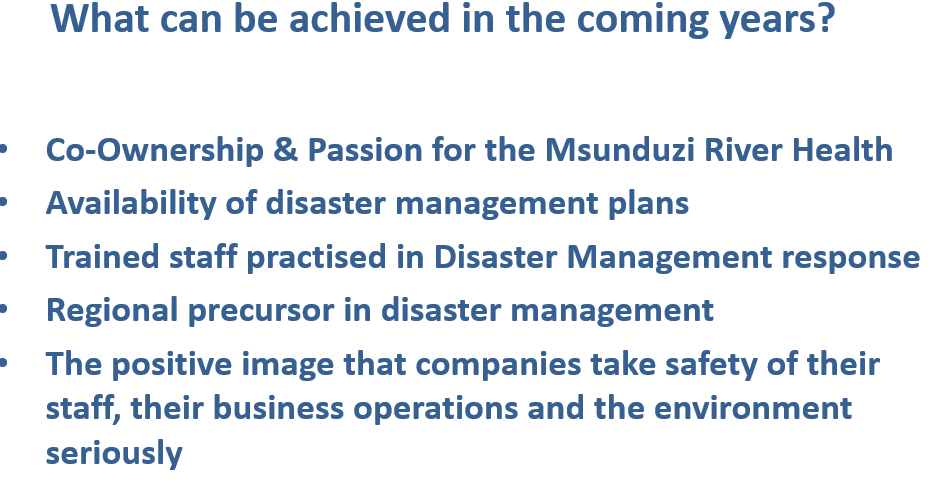 What can be achieved in the coming years?
• Co-Ownership & Passion for the Msunduzi River Health
• Availability of disaster management plans
• Trained staff practised in Disaster Management response
• Regional precursor in disaster management
• The positive image that companies take safety of their
staff, their business operations and the environment
seriously